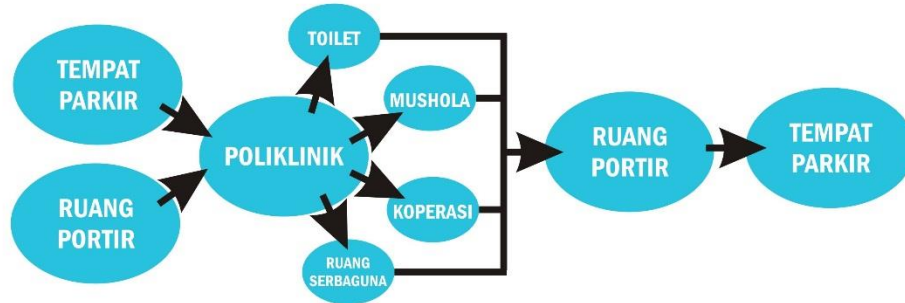 TEMPAT
PARKIR
RUANG
PORTIR
POLIKLINIK
TOILET
MUSHOLA
KOPERASI
RUANG
SERBAGUNA
RUANG
PORTIR
TEMPAT
PARKIR